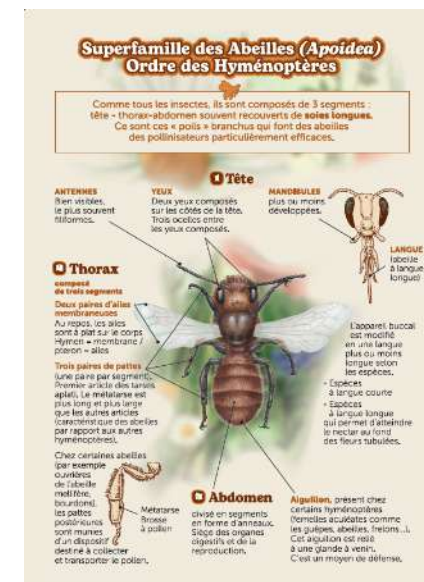 Superfamille des Abeilles (Apoidea)
Ordre des Hyménoptères
Comme tous les insectes, ils sont composés de 3 segments :
tête - thorax-abdomen souvent recouverts de soies longues.
Ce sont ces « poils » branchus qui font des abeilles
des pollinisateurs particulièrement efficaces.
Tête
ANTENNES
Bien visibles,
le plus souvent
filiformes.
YEUX
Deux yeux composés
sur les côtés de la tête.
Trois ocelles entre
les yeux composés.
MANDIBULES
plus ou moins
développées.
LANGUE
(abeille
à langue
longue)
Thorax
composé
de trois segments
Deux paires d'ailes
membraneuses
Au repos, les ailes
sont à plat sur le corps
Hymen = membrane /
pteron = ailes
Trois paires de pattes
(une paire par segment).
Premier article des tarses
aplati. Le métatarse est
plus long et plus large
que les autres articles
(caractéristique des abeilles
par rapport aux autres
hyménoptères).
Chez certaines abeilles
(par exemple
ouvrières
de l'abeille
mellifère,
bourdons),
les pattes
postérieures
sont munies
d'un dispositif
destiné à collecter
et transporter le pollen.
Métatarse
Brosse
à pollen
L'appareil buccal
est modifié
en une langue
plus ou moins
longue selon
les espèces.
- Espèces
à langue courte
- Espèces
à langue longue
qui permet d'atteindre
le nectar au fond
des fleurs tubulées.
Abdomen
divisé en segments
en forme d'anneaux.
Siège des organes
digestifs et de la
reproduction.
Aiguillon, présent chez
certains hyménoptères
(femelles aculéates comme
les guêpes, abeilles, frelons...).
Cet aiguillon est relié
à une glande à venin.
C'est un moyen de défense.